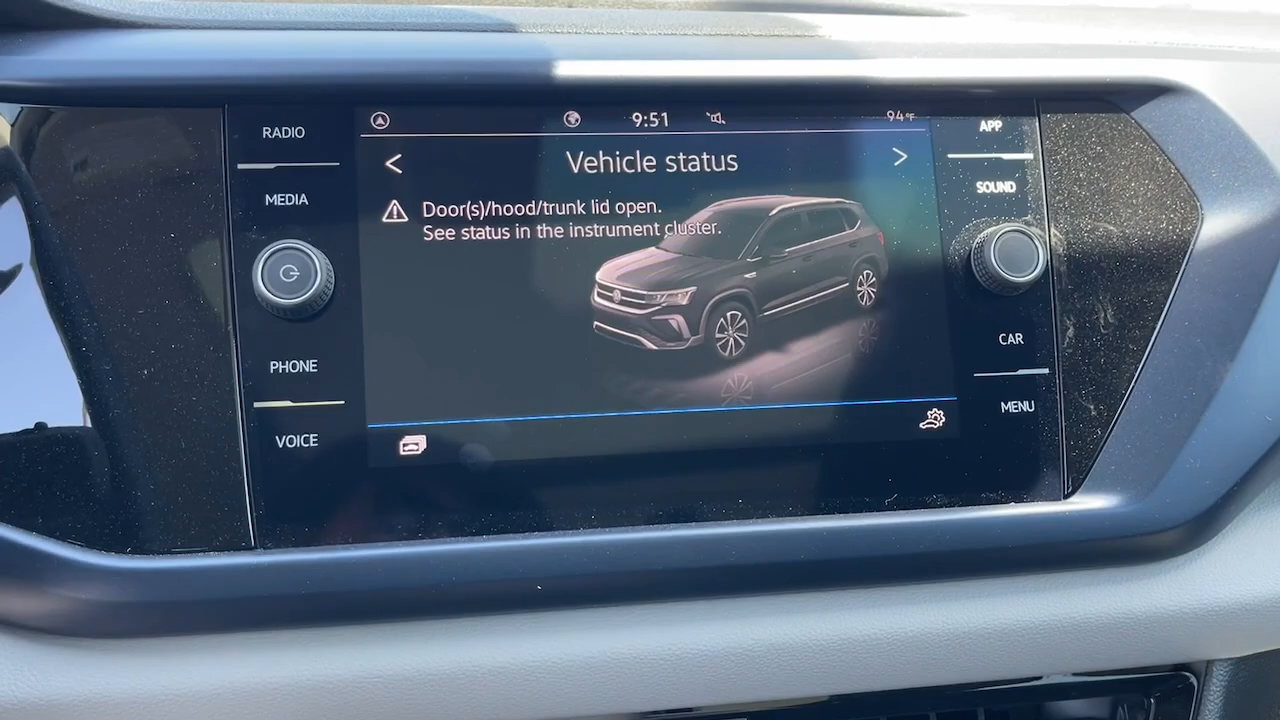 RADIO
MEDIA
PHONE
VOICE
9:51
94°F
Vehicle status
Door(s)/hood/trunk lid open.
See status in the instrument cluster.
APP
SOUND
CAR
MENU